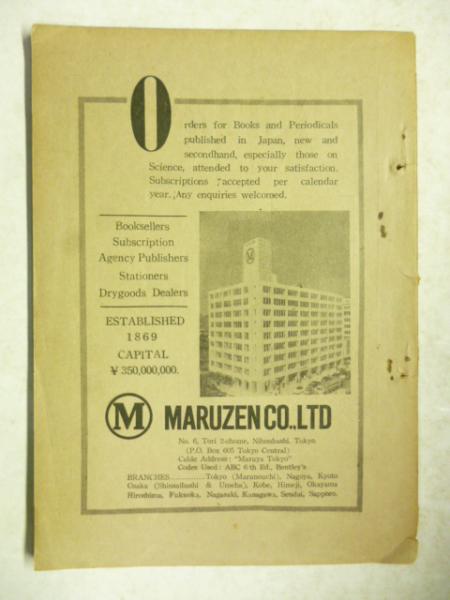 Orders for Books and Periodicals
published in Japan, new and
secondhand, especially those on
Science, attended to your satisfaction.
Subscriptions accepted per calendar
year. Any enquiries welcomed.
Booksellers
Subscription
Agency Publishers
Stationers
Drygoods Dealers
ESTABLISHED
1869
CAPITAL
¥ 350,000,000.
M MARUZEN CO., LTD
No. 6, Tori 2-chome, Nihonbashi, Tokyo
(P.O. Box 605 Tokyo Central)
Cable Address: "Maruya Tokyo"
Codes Used: ABC 6th Ed., Bentley's
BRANCHES............Tokyo (Marunouchi), Nagoya, Kyoto
Osaka (Shinsaibashi & Umeda), Kobe, Himeji, Okayama
Hiroshima, Fukuoka, Nagasaki, Kanagawa, Sendai, Sapporo.